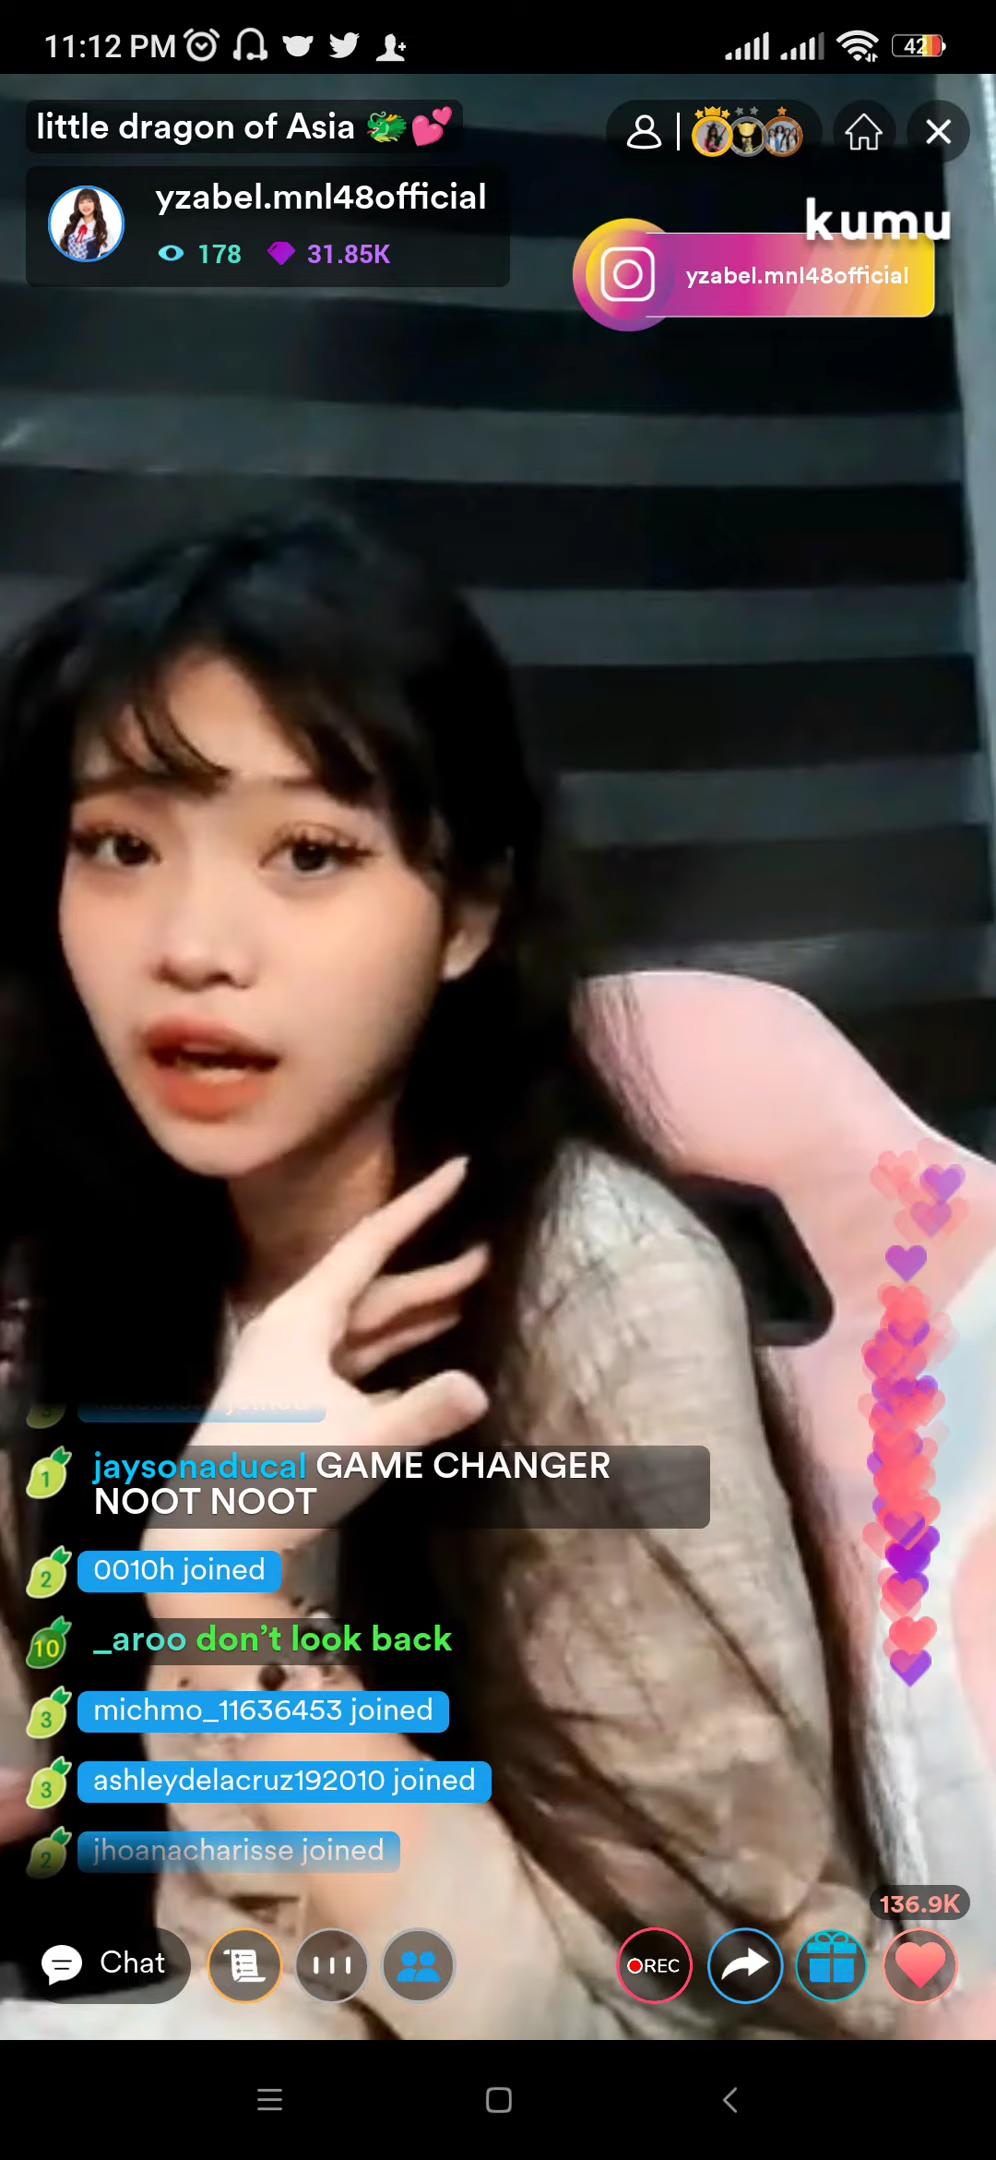 11:12 PM
42
little dragon of Asia 🐉💕
yzabel.mnl48official
178 31.85K
kumu
yzabel.mnl48official
1 jaysonaducal GAME CHANGER
NOOT NOOT
2 0010h joined
10 _aroo don't look back
3 michmo_11636453 joined
3 ashleydelacruz192010 joined
2 jhoanacharisse joined
136.9K
Chat
REC